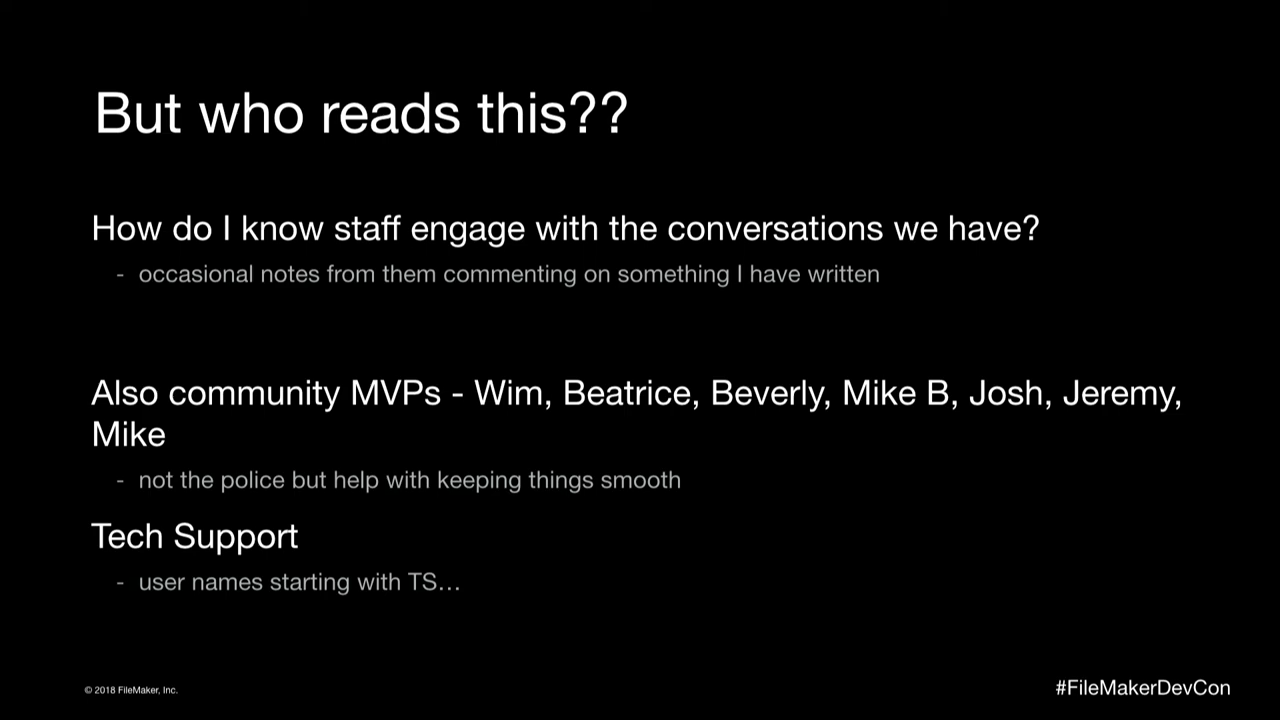 But who reads this??
How do I know staff engage with the conversations we have?
- occasional notes from them commenting on something I have written
Also community MVPs - Wim, Beatrice, Beverly, Mike B, Josh, Jeremy,
Mike
- not the police but help with keeping things smooth
Tech Support
- user names starting with TS…
© 2018 FileMaker, Inc.
#FileMakerDevCon